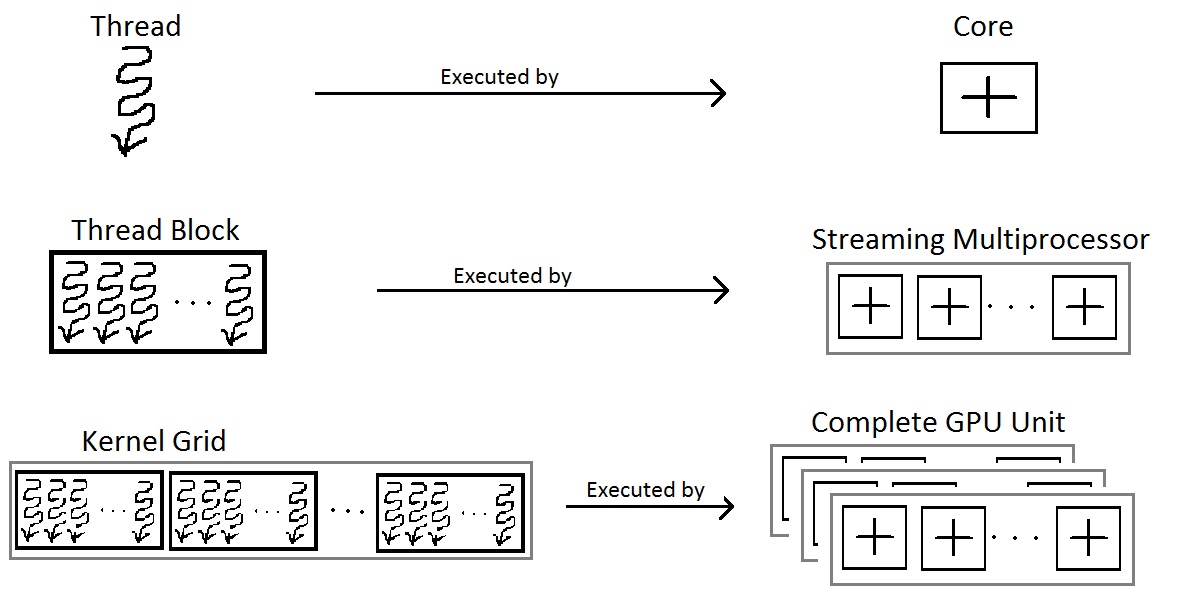 Thread
Core
Executed by
Thread Block
Streaming Multiprocessor
Executed by
Kernel Grid
Complete GPU Unit
Executed by